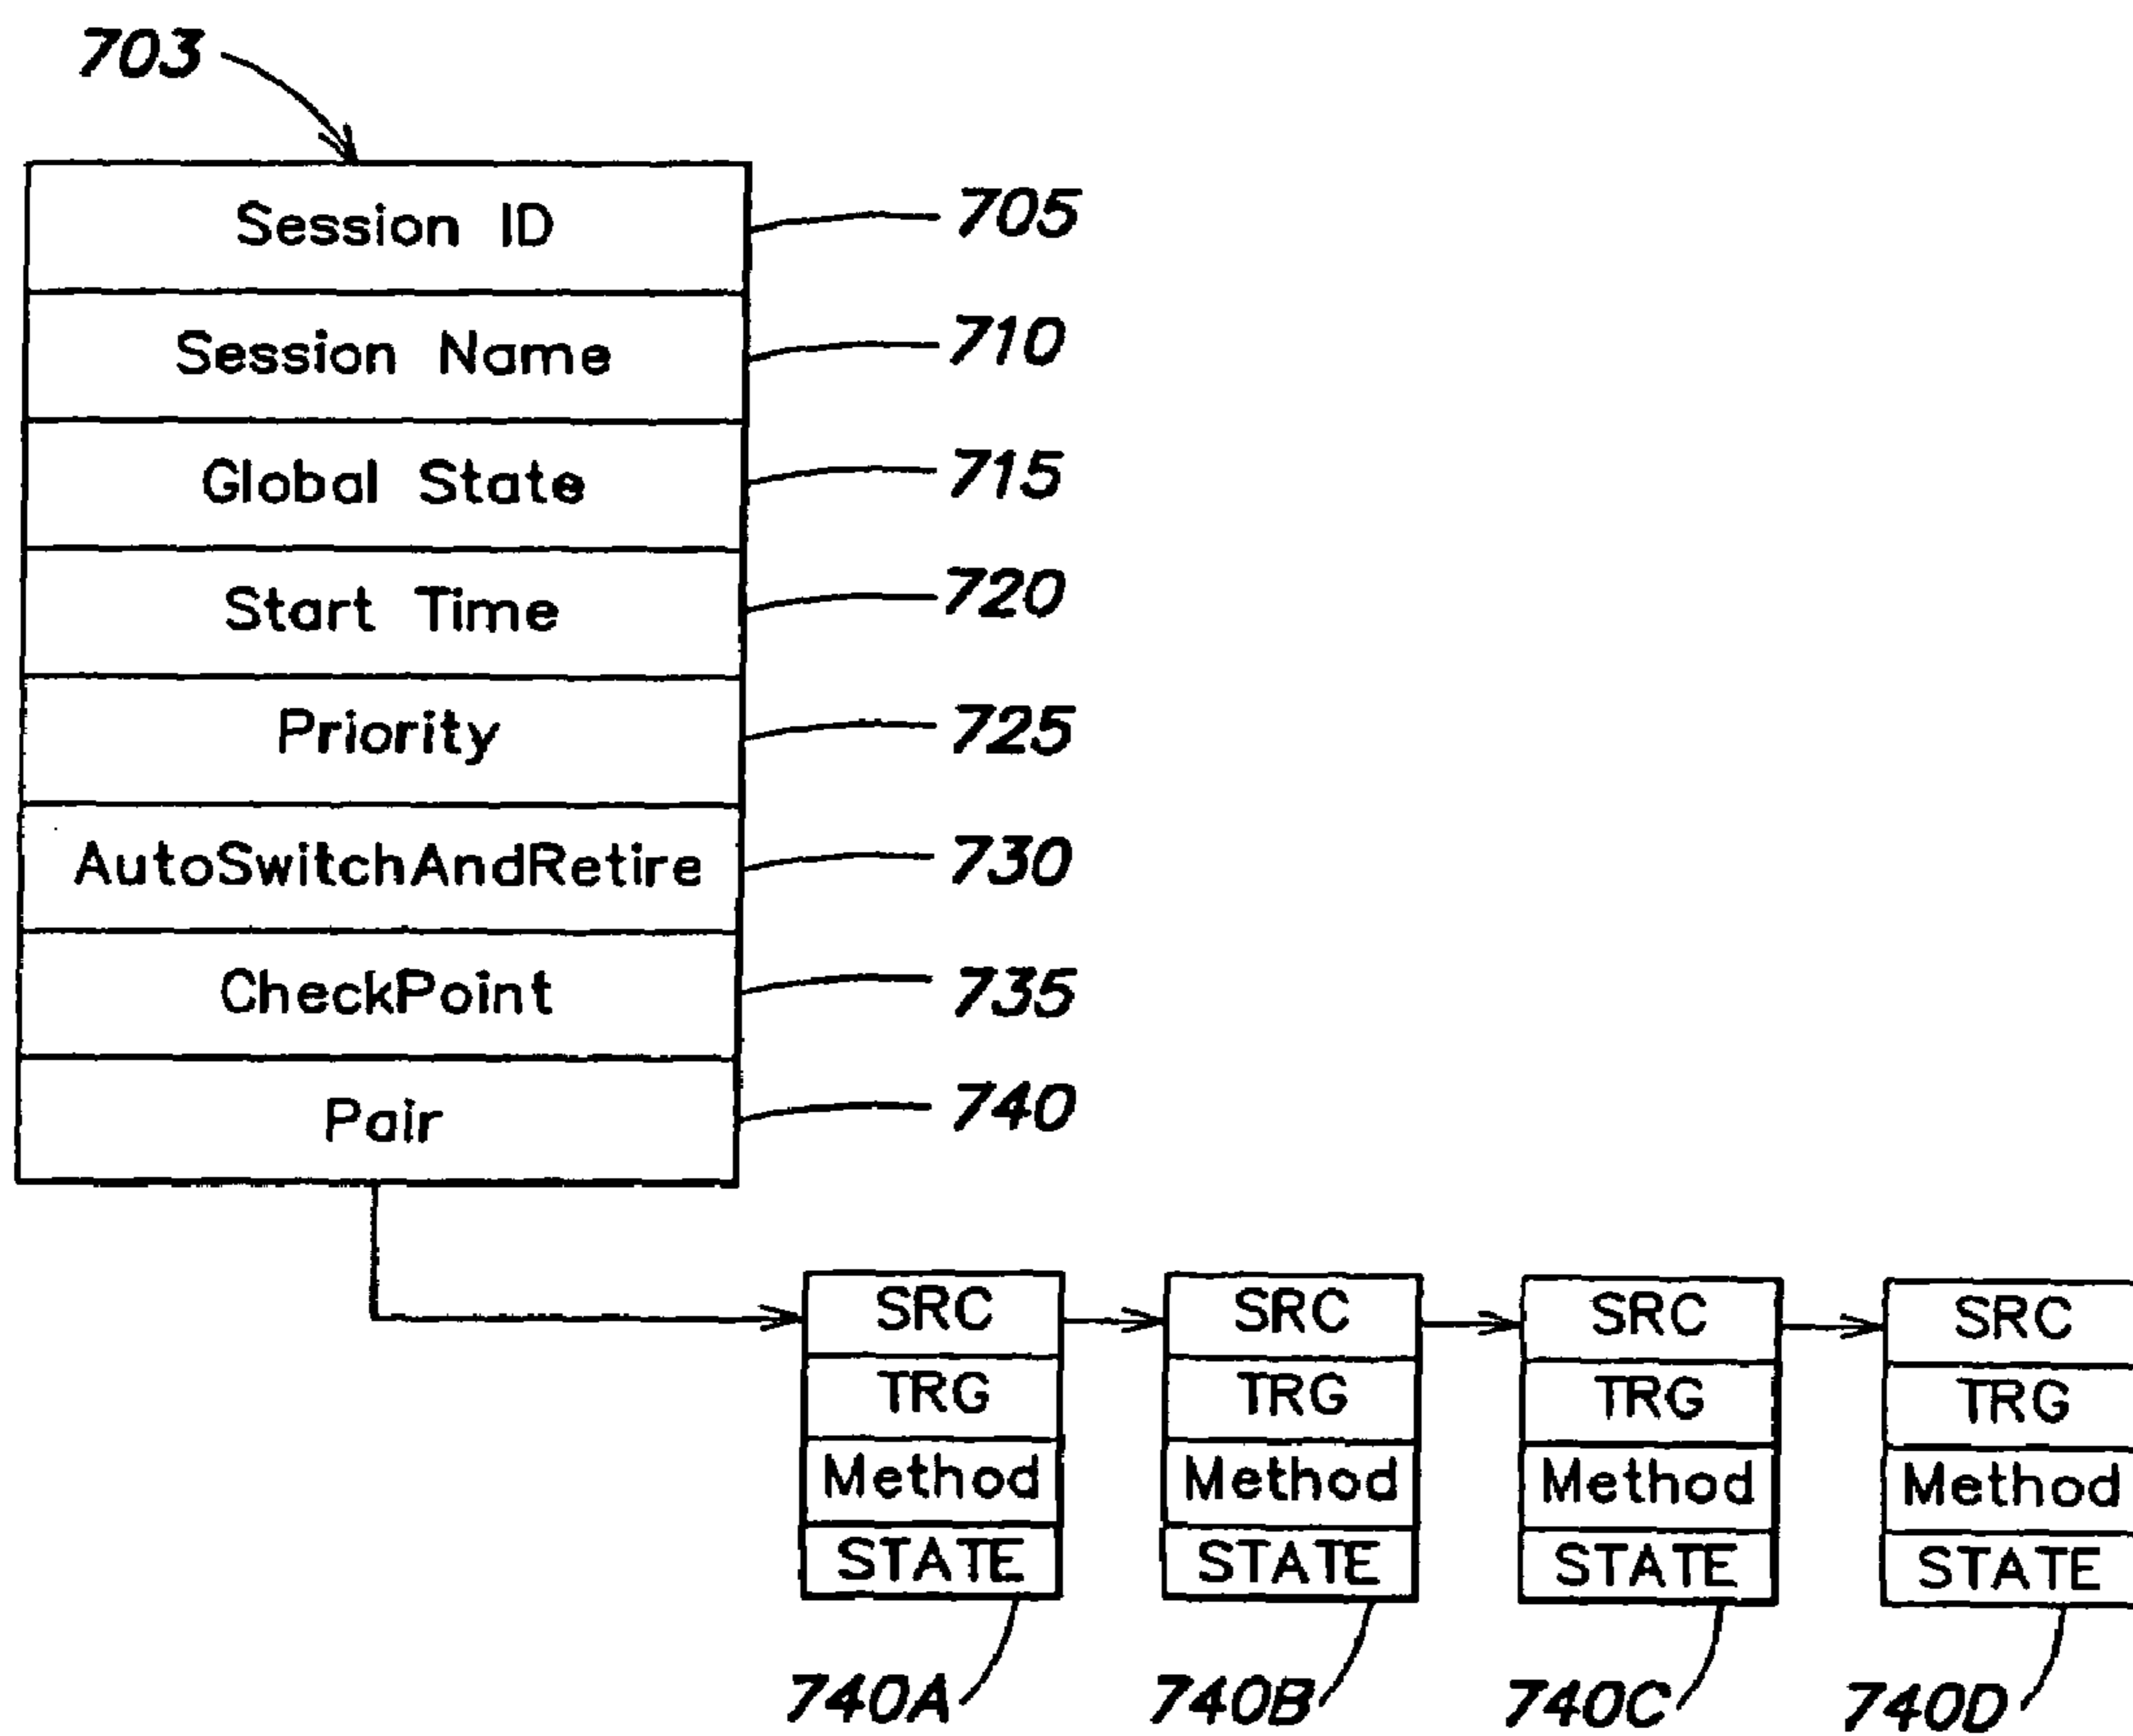 703
Session ID 705
Session Name 710
Global State 715
Start Time 720
Priority 725
AutoSwitchAndRetire 730
CheckPoint 735
Pair 740
SRC SRC SRC SRC
TRG TRG TRG TRG
Method Method Method Method
STATE STATE STATE STATE
740A 740B 740C 740D